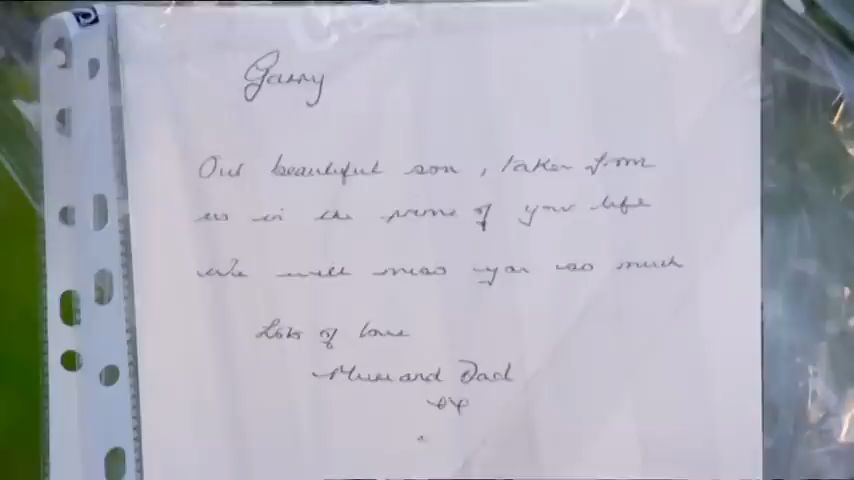 Garry
Our beautiful son, taken from
us in the prime of your life
We will miss you so much
Lots of love
Mum and Dad